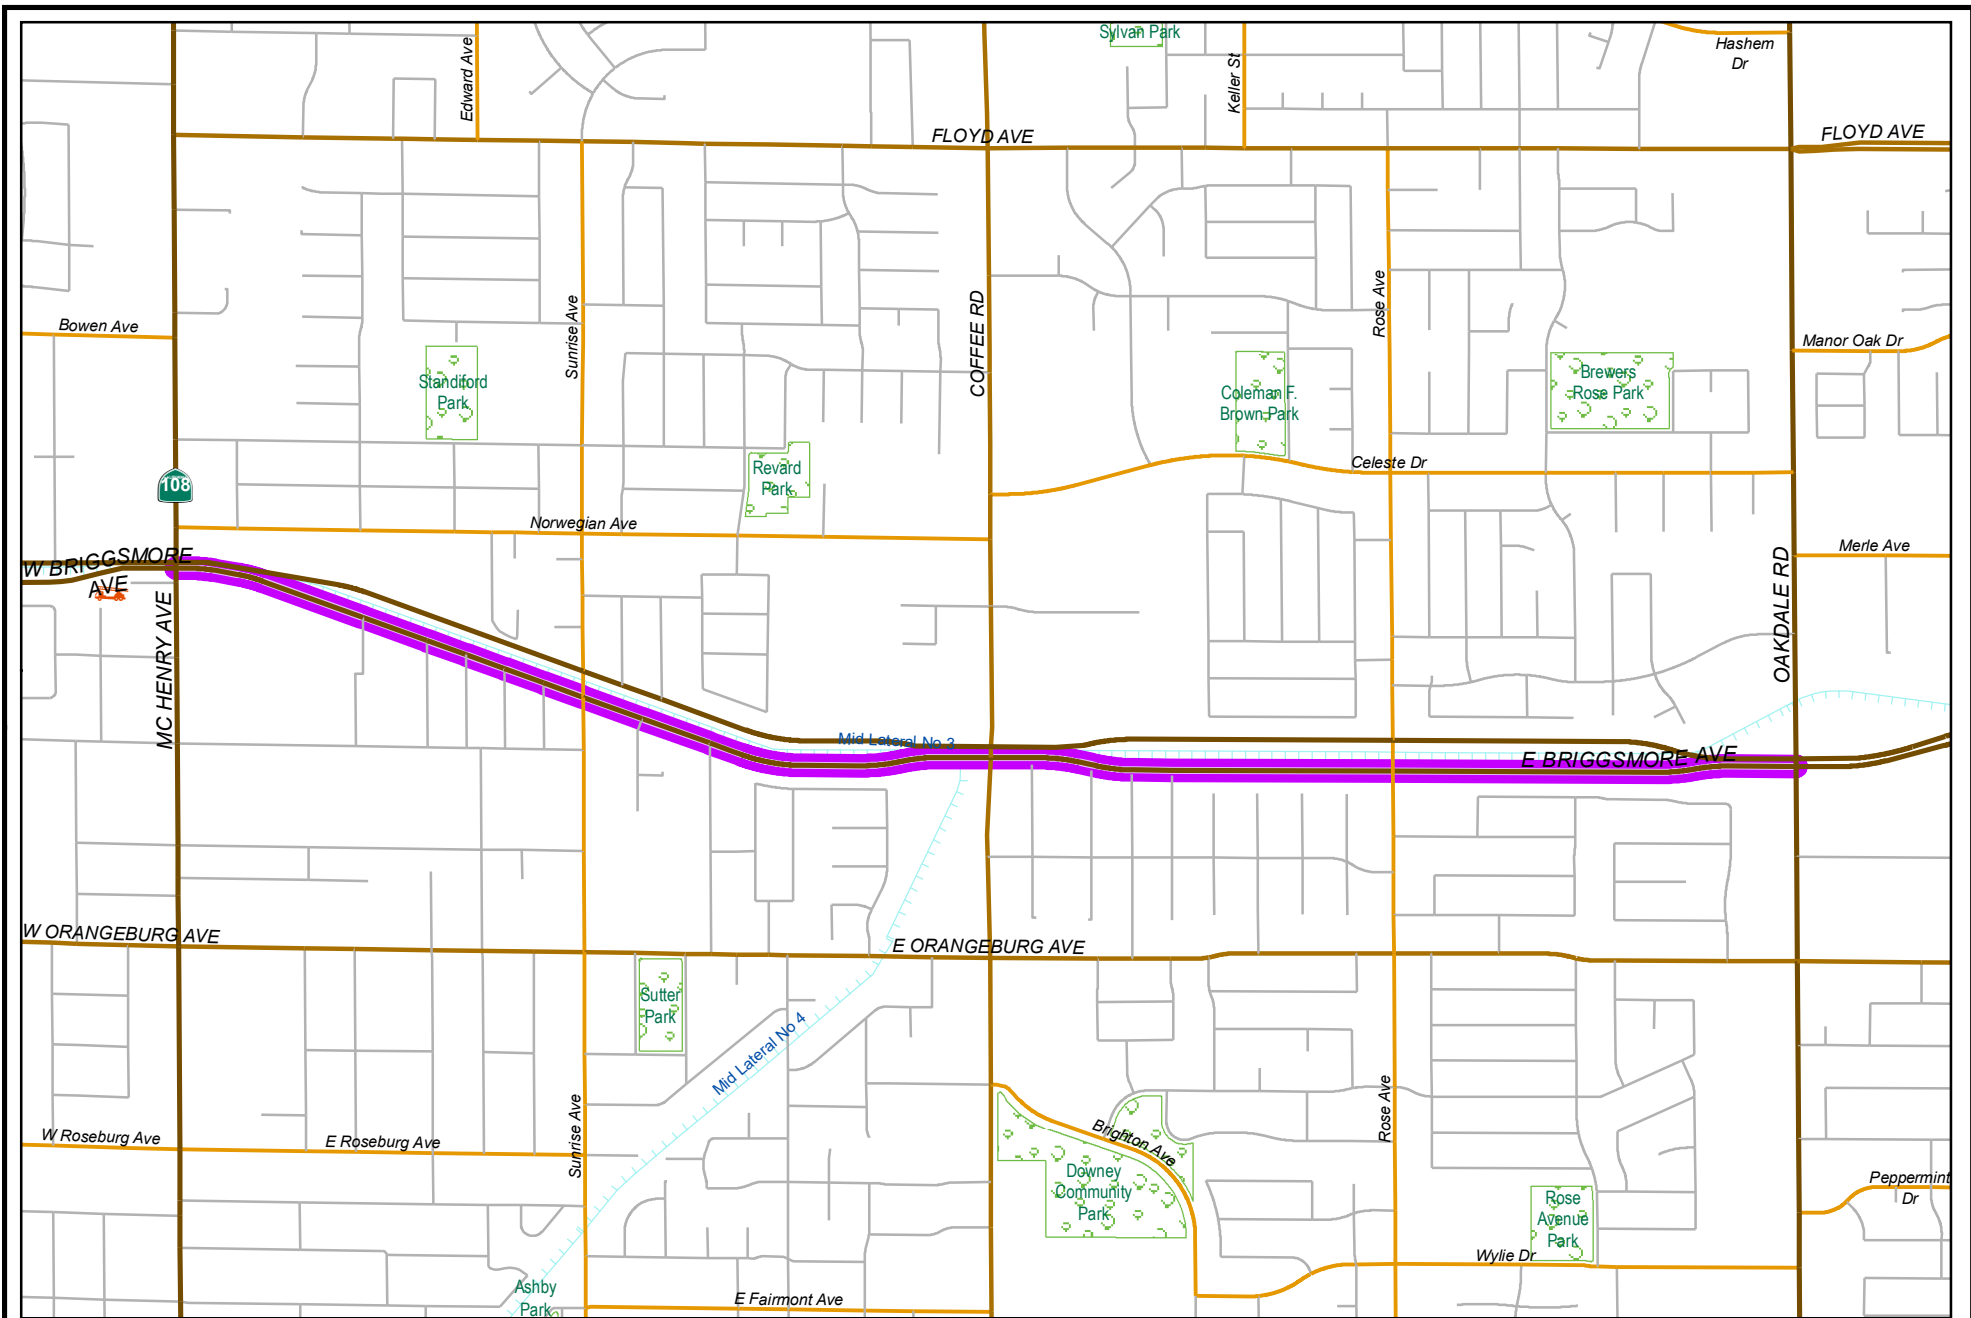 Sylvan Park
Hashem
Dr
Edward Ave
Keller St
FLOYD AVE
FLOYD AVE
Bowen Ave
Sunrise Ave
COFFEE RD
Rose Ave
Manor Oak Dr
Standiford
Park
Coleman F.
Brown Park
Brewers
Rose Park
Revard
Park
Celeste Dr
108
Norwegian Ave
Merle Ave
W BRIGGSMORE
AVE
MC HENRY AVE
OAKDALE RD
Mid Lateral No 3
E BRIGGSMORE AVE
W ORANGEBURG AVE
E ORANGEBURG AVE
Sutter
Park
Mid Lateral No 4
W Roseburg Ave
E Roseburg Ave
Sunrise Ave
Brighton Ave
Rose Ave
Downey
Community
Park
Peppermint
Dr
Rose
Avenue
Park
Wylie Dr
Ashby
Park
E Fairmont Ave